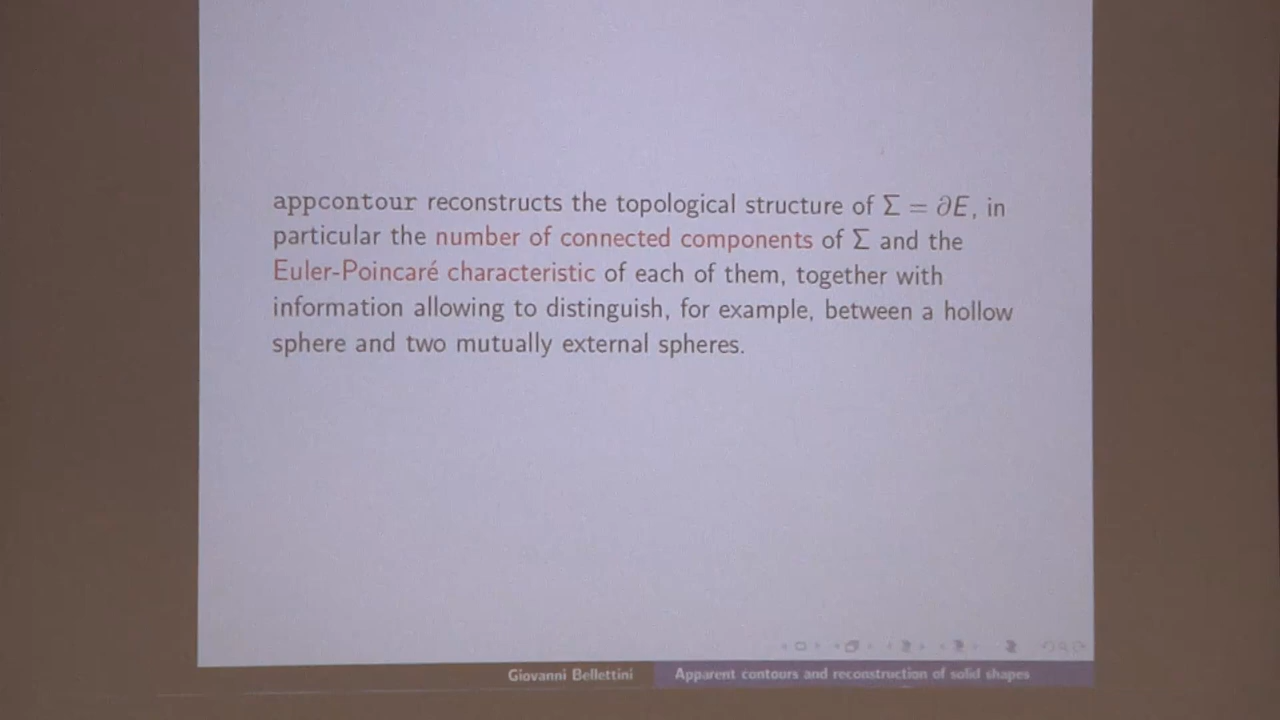 appcontour reconstructs the topological structure of Σ = ∂E, in
particular the number of connected components of Σ and the
Euler-Poincaré characteristic of each of them, together with
information allowing to distinguish, for example, between a hollow
sphere and two mutually external spheres.
Giovanni Bellettini Apparent contours and reconstruction of solid shapes